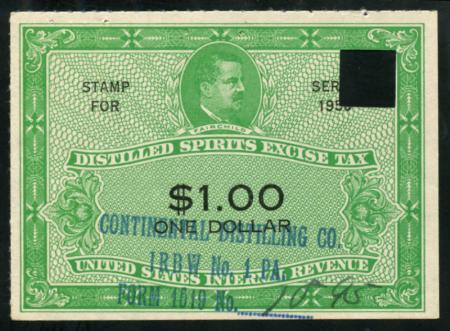 STAMP
FOR
SER
195
FAIRCHILD
DISTILLED SPIRITS EXCISE TAX
$1.00
ONE DOLLAR
CONTINENTAL DISTILLING CO.
I.R.B.W. No. 1 PA.
UNITED STATES INTERNAL REVENUE
FORM 1619 No.